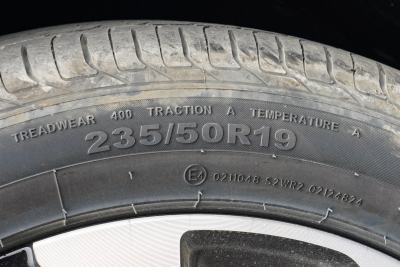 TREADWEAR 400 TRACTION A TEMPERATURE A
235/50R19
E4 0211048 S2WR2 02124824